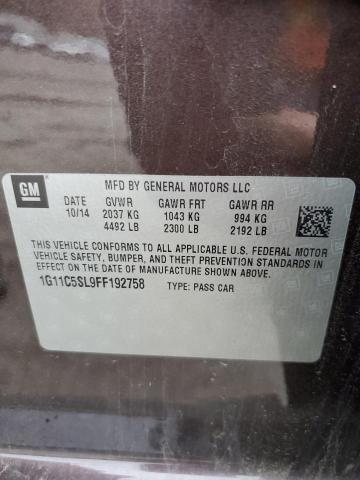 GM
MFD BY GENERAL MOTORS LLC
DATE GVWR GAWR FRT GAWR RR
10/14 2037 KG 1043 KG 994 KG
4492 LB 2300 LB 2192 LB
THIS VEHICLE CONFORMS TO ALL APPLICABLE U.S. FEDERAL MOTOR
VEHICLE SAFETY, BUMPER, AND THEFT PREVENTION STANDARDS IN
EFFECT ON THE DATE OF MANUFACTURE SHOWN ABOVE.
1G11C5SL9FF192758 TYPE: PASS CAR